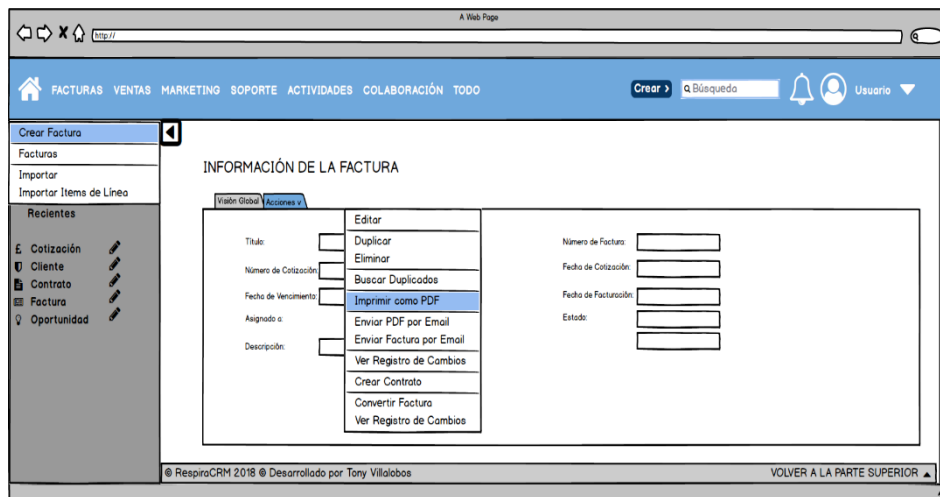 A Web Page
http://
FACTURAS VENTAS MARKETING SOPORTE ACTIVIDADES COLABORACIÓN TODO
Crear > Búsqueda Usuario
Crear Factura
Facturas
Importar
Importar Items de Línea
Recientes
Cotización
Cliente
Contrato
Factura
Oportunidad
INFORMACIÓN DE LA FACTURA
Visión Global Acciones v
Editar
Duplicar
Eliminar
Buscar Duplicados
Imprimir como PDF
Enviar PDF por Email
Enviar Factura por Email
Ver Registro de Cambios
Crear Contrato
Convertir Factura
Ver Registro de Cambios
Título:
Número de Cotización:
Fecha de Vencimiento:
Asignado a:
Descripción:
Número de Factura:
Fecha de Cotización:
Fecha de Facturación:
Estado:
© RespiraCRM 2018 © Desarrollado por Tony Villalobos
VOLVER A LA PARTE SUPERIOR